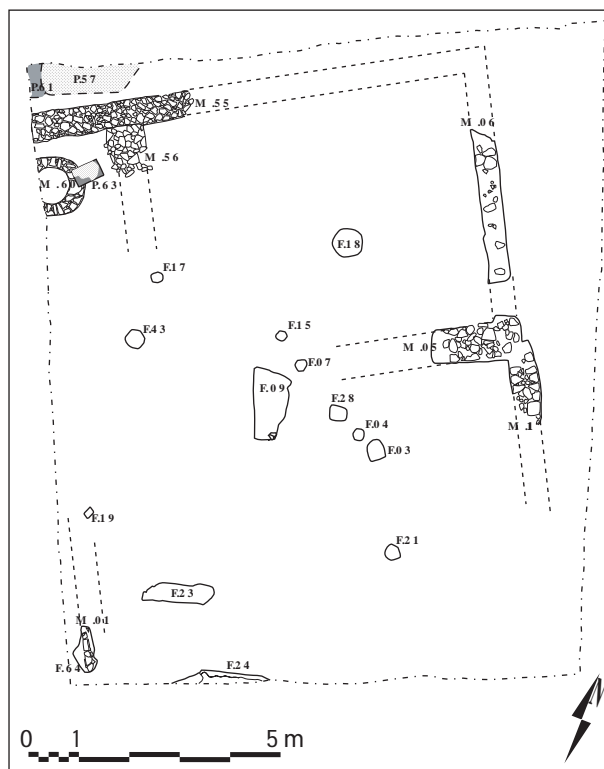 P.57
P.61
M .55
M .06
M .56
M .60
P.63
F.18
F.17
F.43
F.15
M .05
F.07
F.09
F.28
F.04
F.03
M .1
F.19
F.21
F.23
M .01
F.64
F.24
N
0 1 5 m